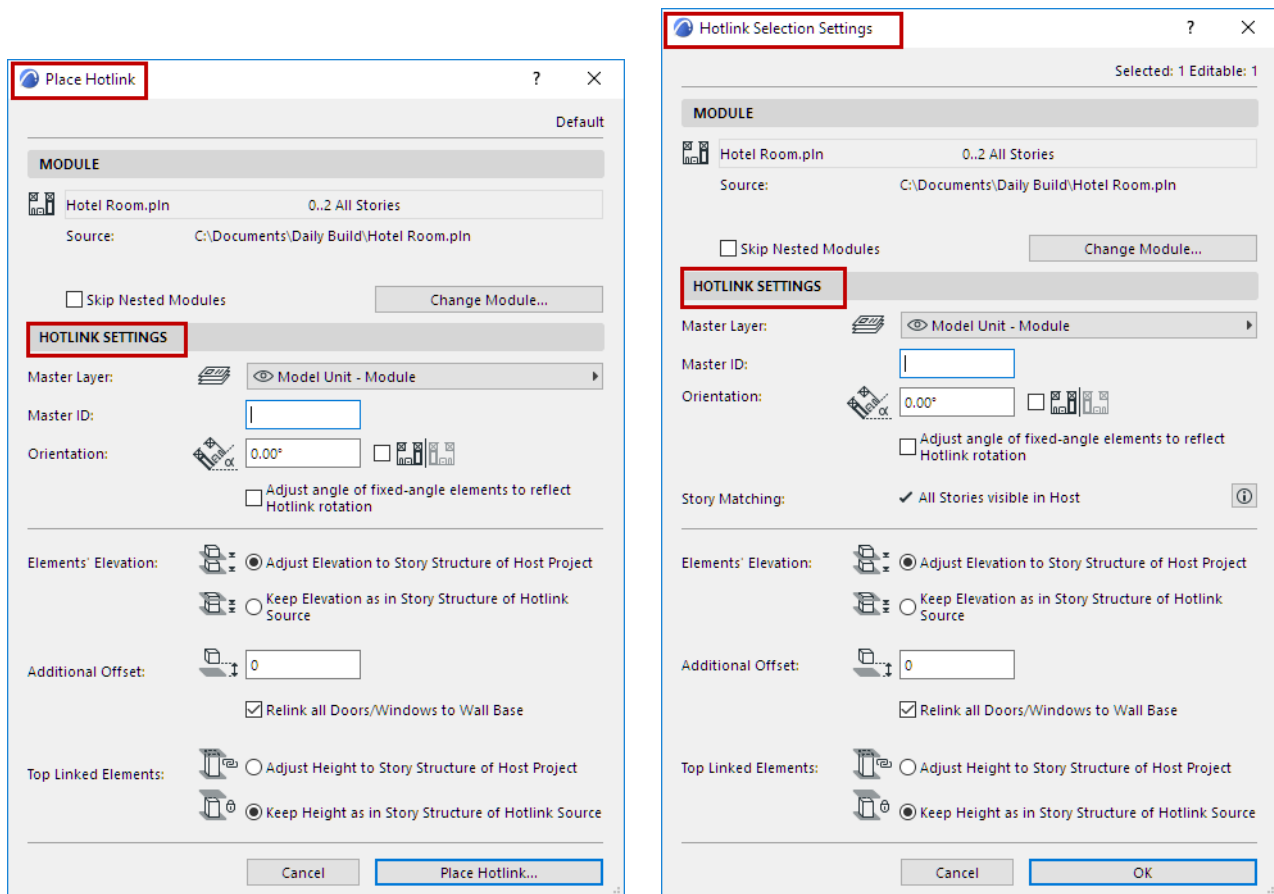 Place Hotlink ? ×
Default
MODULE
Hotel Room.pln 0..2 All Stories
Source: C:\Documents\Daily Build\Hotel Room.pln
Skip Nested Modules Change Module...
HOTLINK SETTINGS
Master Layer: Model Unit - Module
Master ID:
Orientation: α 0.00°
Adjust angle of fixed-angle elements to reflect
Hotlink rotation
Elements' Elevation: Adjust Elevation to Story Structure of Host Project
Keep Elevation as in Story Structure of Hotlink
Source
Additional Offset: 0
Relink all Doors/Windows to Wall Base
Top Linked Elements: Adjust Height to Story Structure of Host Project
Keep Height as in Story Structure of Hotlink Source
Cancel Place Hotlink...
Hotlink Selection Settings ? ×
Selected: 1 Editable: 1
MODULE
Hotel Room.pln 0..2 All Stories
Source: C:\Documents\Daily Build\Hotel Room.pln
Skip Nested Modules Change Module...
HOTLINK SETTINGS
Master Layer: Model Unit - Module
Master ID:
Orientation: α 0.00°
Adjust angle of fixed-angle elements to reflect
Hotlink rotation
Story Matching: ✓ All Stories visible in Host
Elements' Elevation: Adjust Elevation to Story Structure of Host Project
Keep Elevation as in Story Structure of Hotlink
Source
Additional Offset: 0
Relink all Doors/Windows to Wall Base
Top Linked Elements: Adjust Height to Story Structure of Host Project
Keep Height as in Story Structure of Hotlink Source
Cancel OK